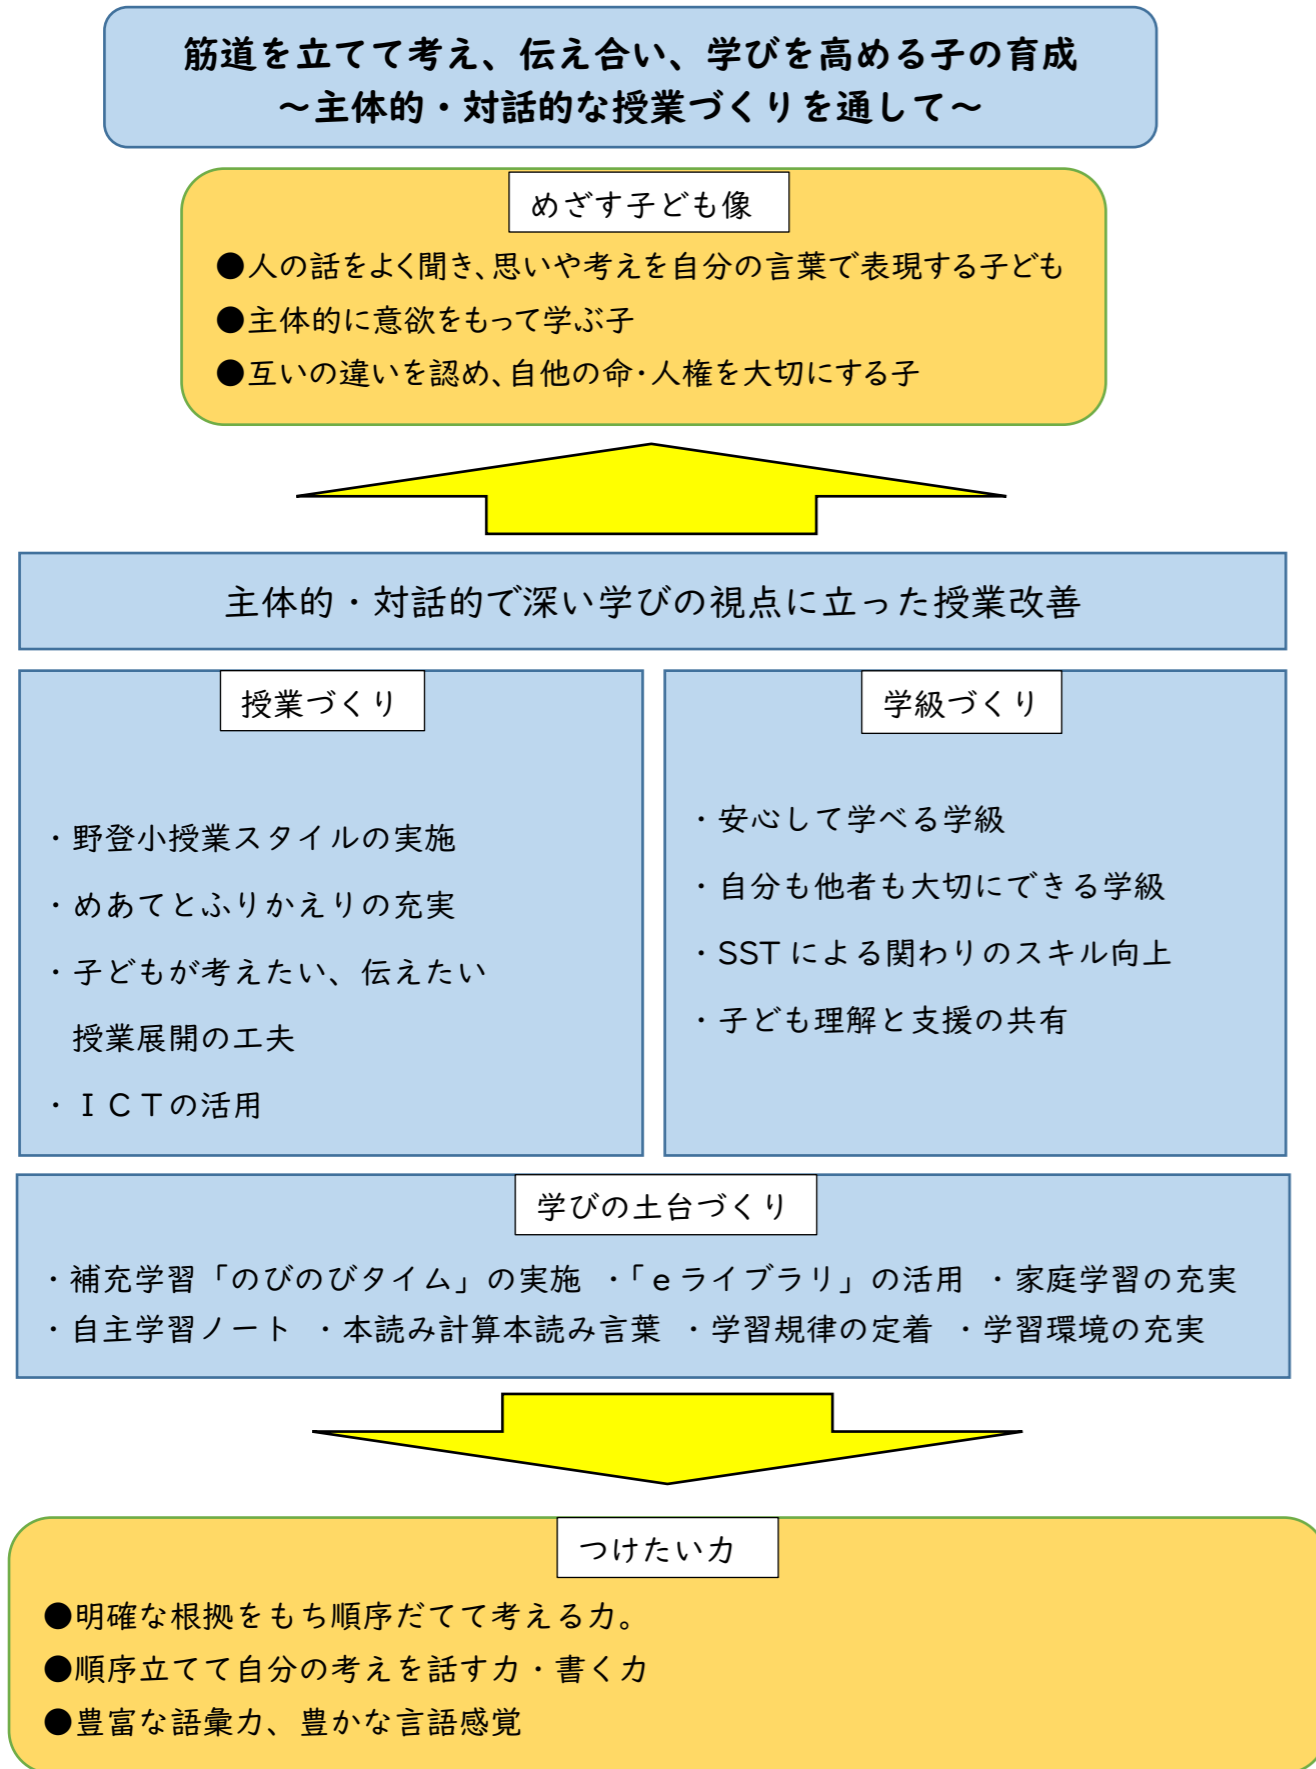 筋道を立てて考え、伝え合い、学びを高める子の育成
～主体的・対話的な授業づくりを通して～
めざす子ども像
●人の話をよく聞き、思いや考えを自分の言葉で表現する子ども
●主体的に意欲をもって学ぶ子
●互いの違いを認め、自他の命・人権を大切にする子
主体的・対話的で深い学びの視点に立った授業改善
授業づくり
・野登小授業スタイルの実施
・めあてとふりかえりの充実
・子どもが考えたい、伝えたい
授業展開の工夫
・ＩＣＴの活用
学級づくり
・安心して学べる学級
・自分も他者も大切にできる学級
・SSTによる関わりのスキル向上
・子ども理解と支援の共有
学びの土台づくり
・補充学習「のびのびタイム」の実施 ・「ｅライブラリ」の活用 ・家庭学習の充実
・自主学習ノート ・本読み計算本読み言葉 ・学習規律の定着 ・学習環境の充実
つけたい力
●明確な根拠をもち順序だてて考える力。
●順序立てて自分の考えを話す力・書く力
●豊富な語彙力、豊かな言語感覚